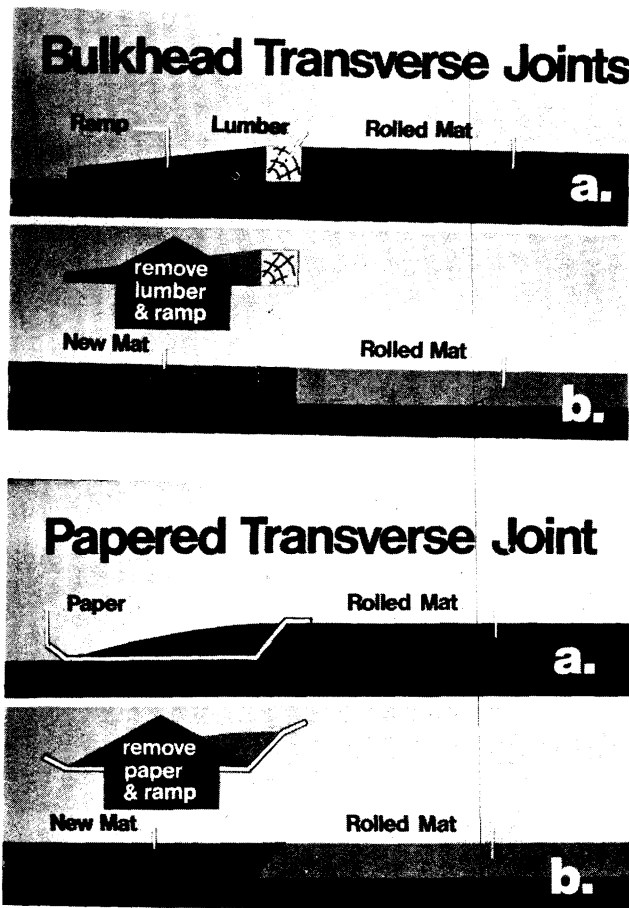 Bulkhead Transverse Joints
Ramp Lumber Rolled Mat
a.
remove
lumber
& ramp
New Mat Rolled Mat
b.
Papered Transverse Joint
Paper Rolled Mat
a.
remove
paper
& ramp
New Mat Rolled Mat
b.